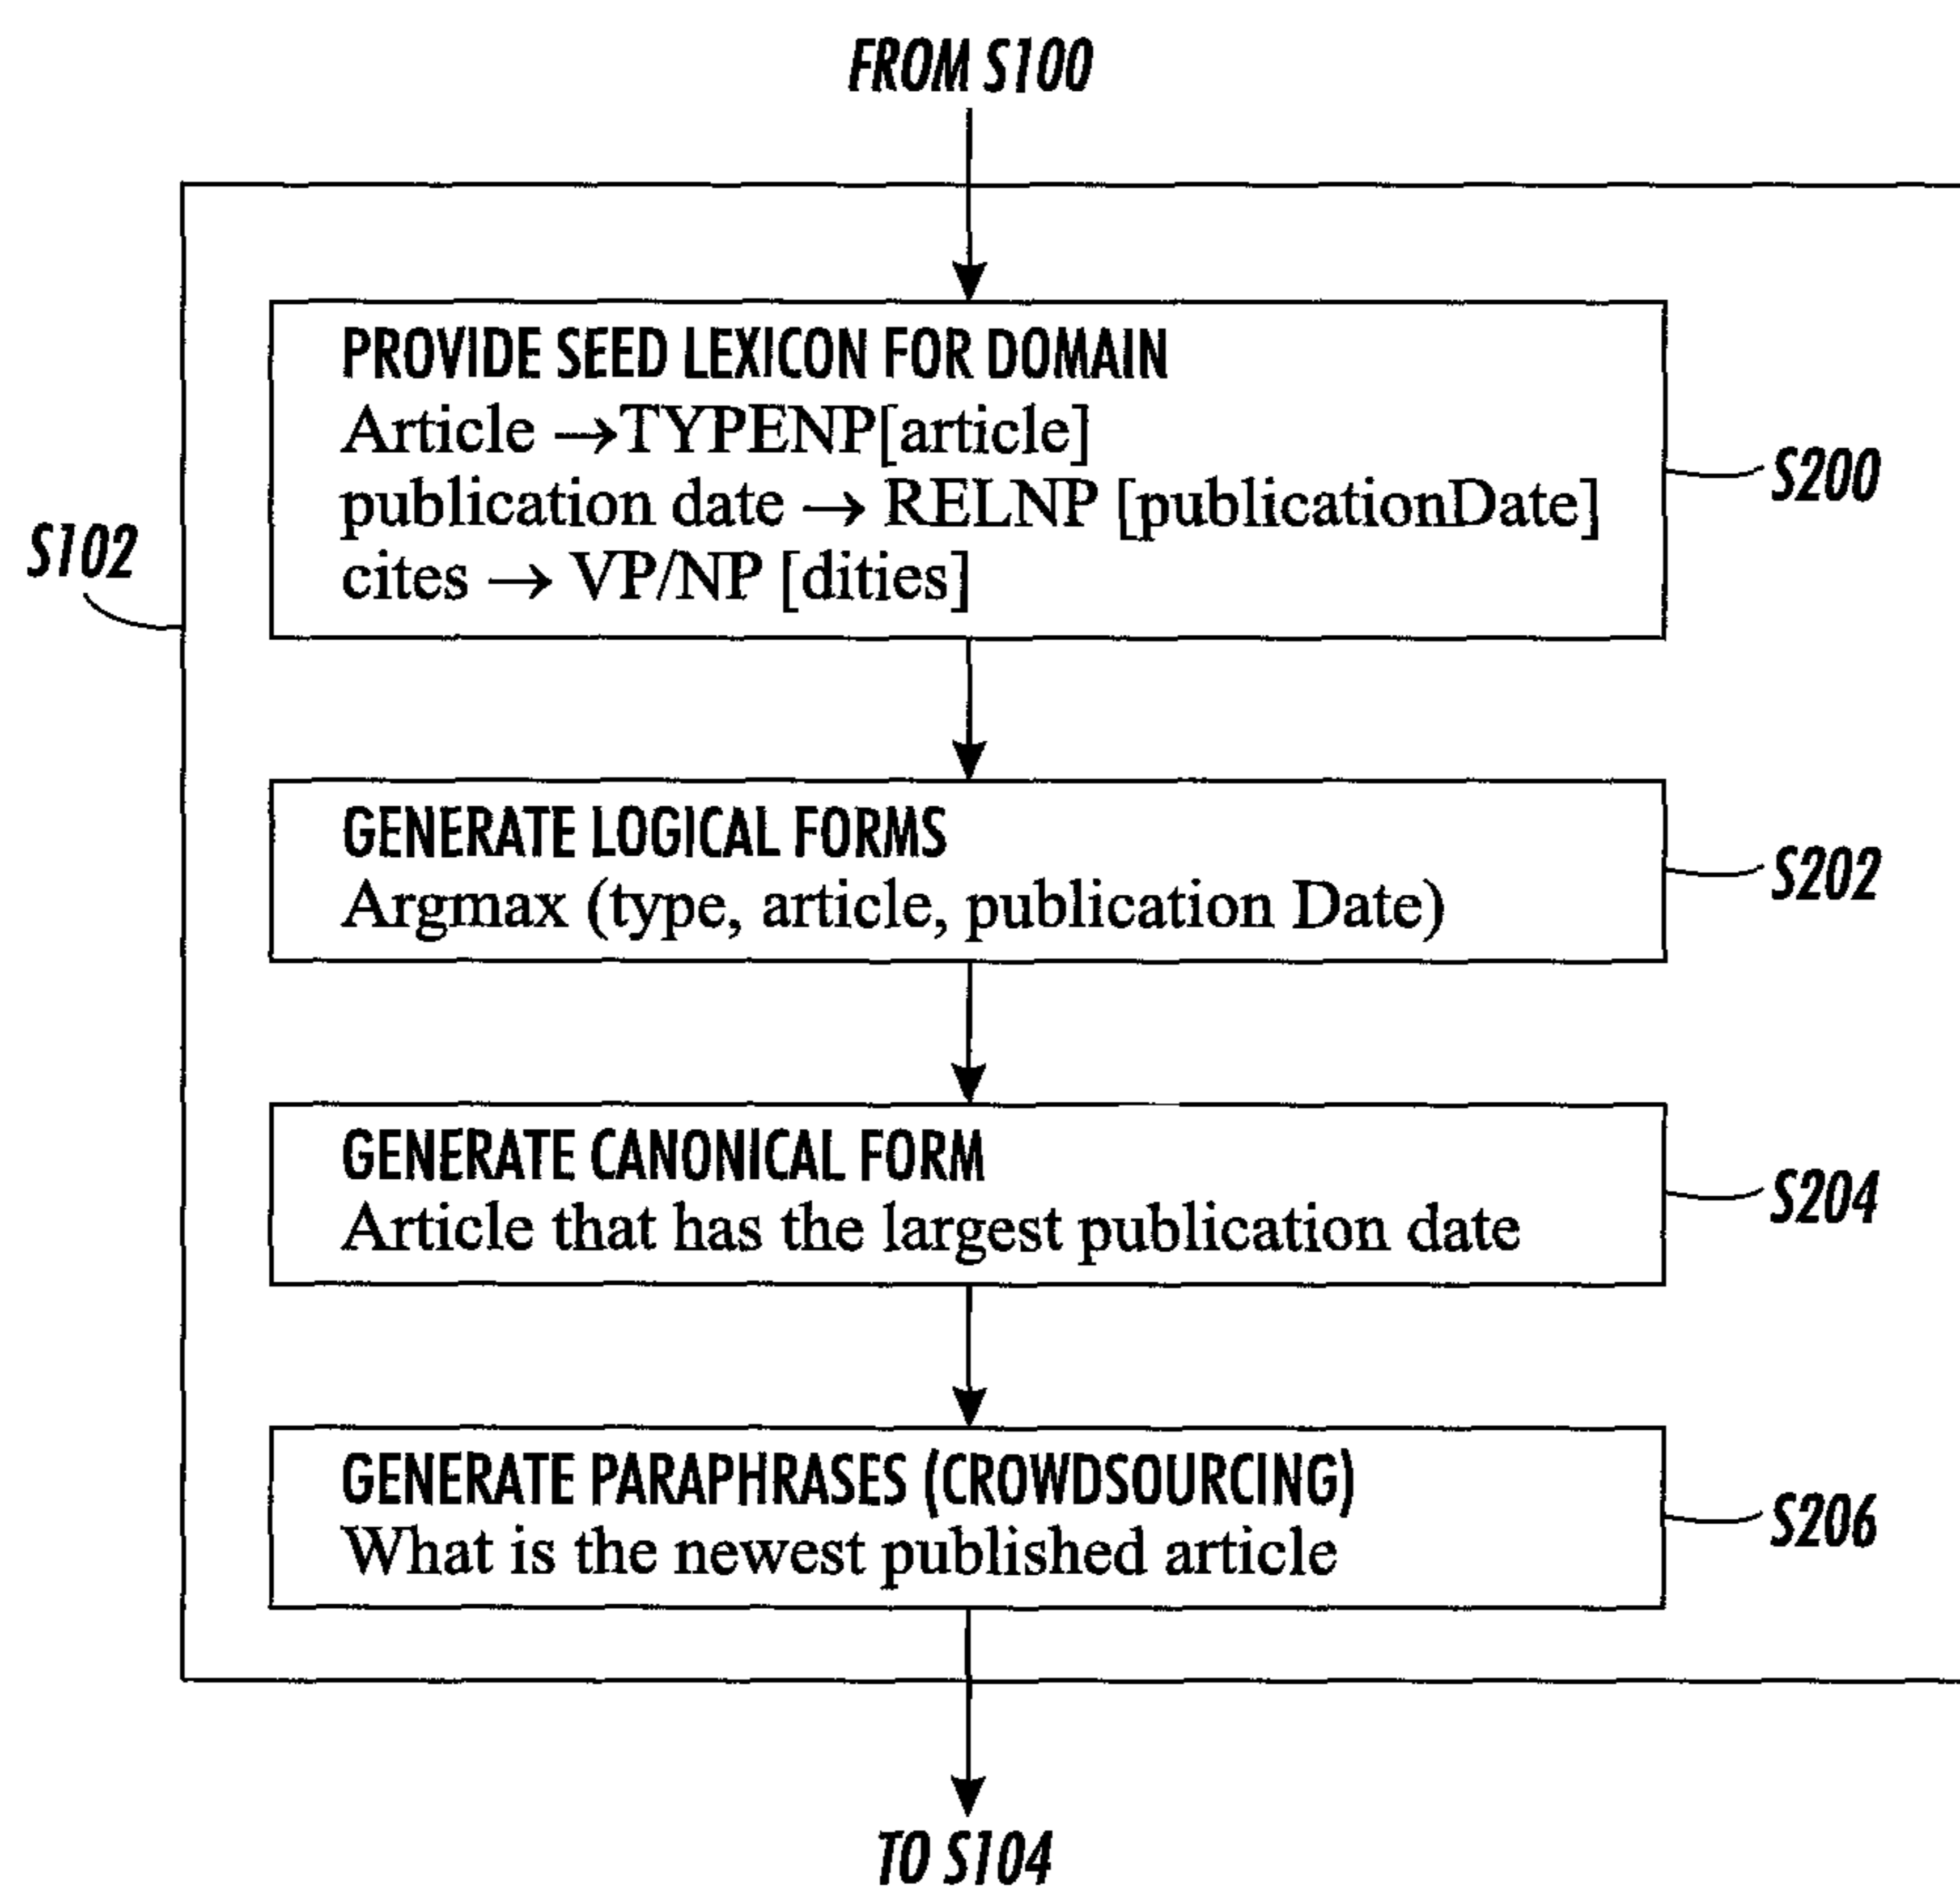 FROM S100
PROVIDE SEED LEXICON FOR DOMAIN
Article →TYPENP[article]
publication date → RELNP [publicationDate]
cites → VP/NP [dities]
S200
S102
GENERATE LOGICAL FORMS
Argmax (type, article, publication Date)
S202
GENERATE CANONICAL FORM
Article that has the largest publication date
S204
GENERATE PARAPHRASES (CROWDSOURCING)
What is the newest published article
S206
TO S104